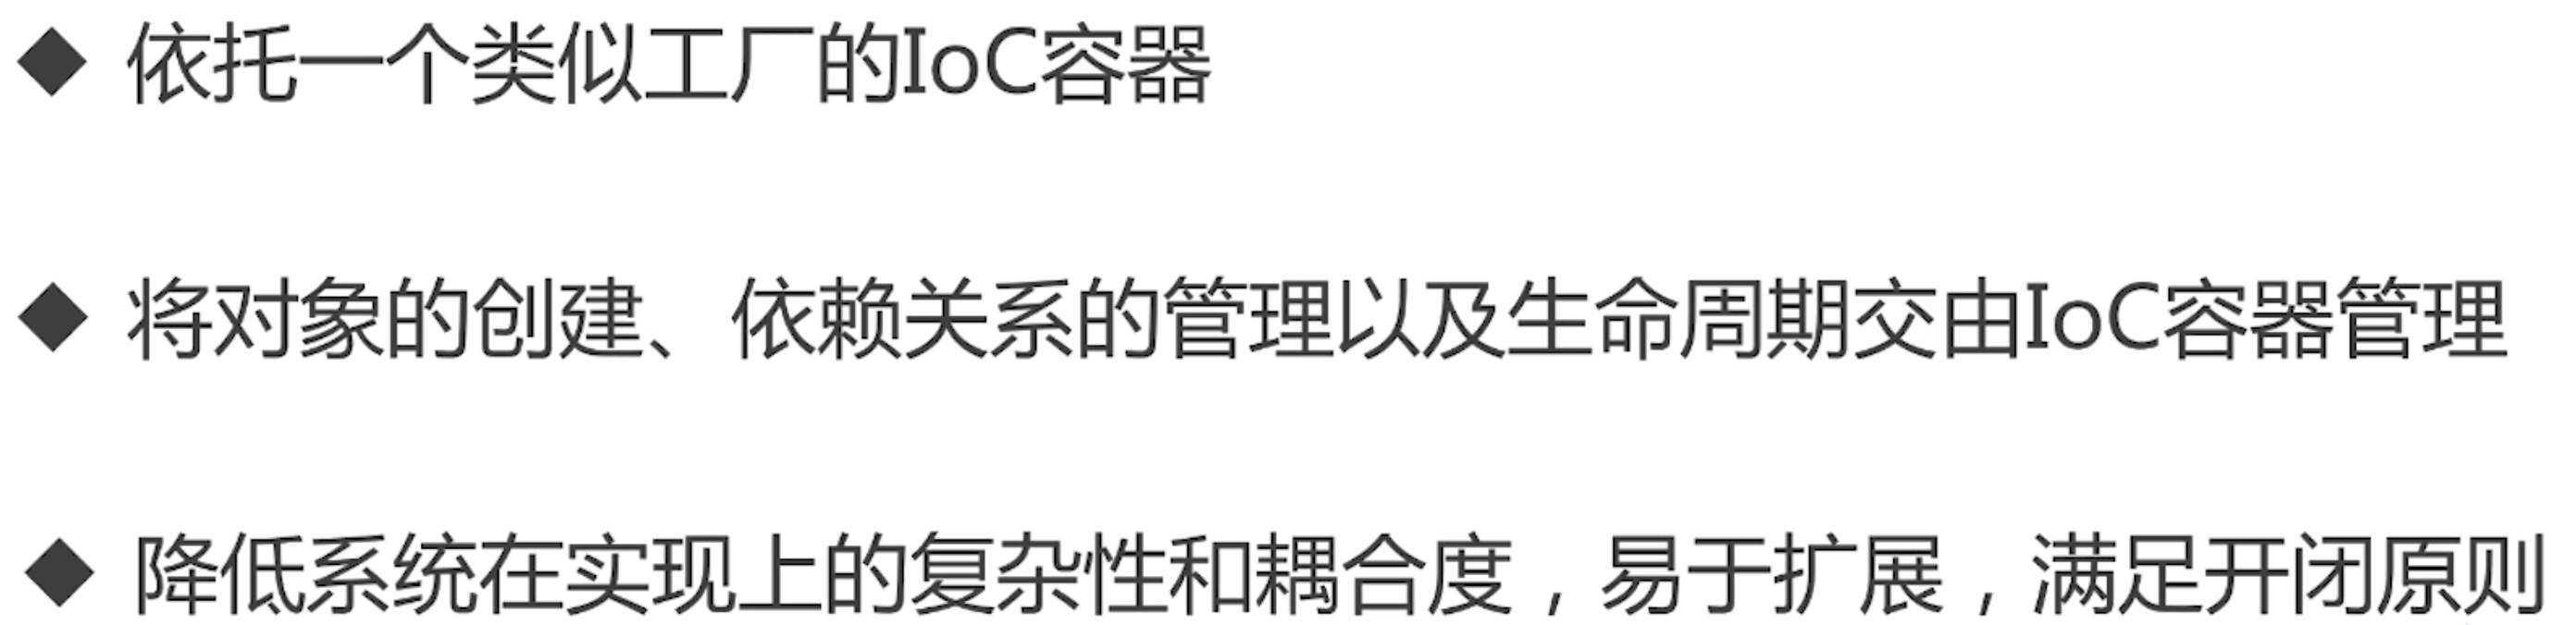 ◆ 依托一个类似工厂的IoC容器
◆ 将对象的创建、依赖关系的管理以及生命周期交由IoC容器管理
◆ 降低系统在实现上的复杂性和耦合度，易于扩展，满足开闭原则